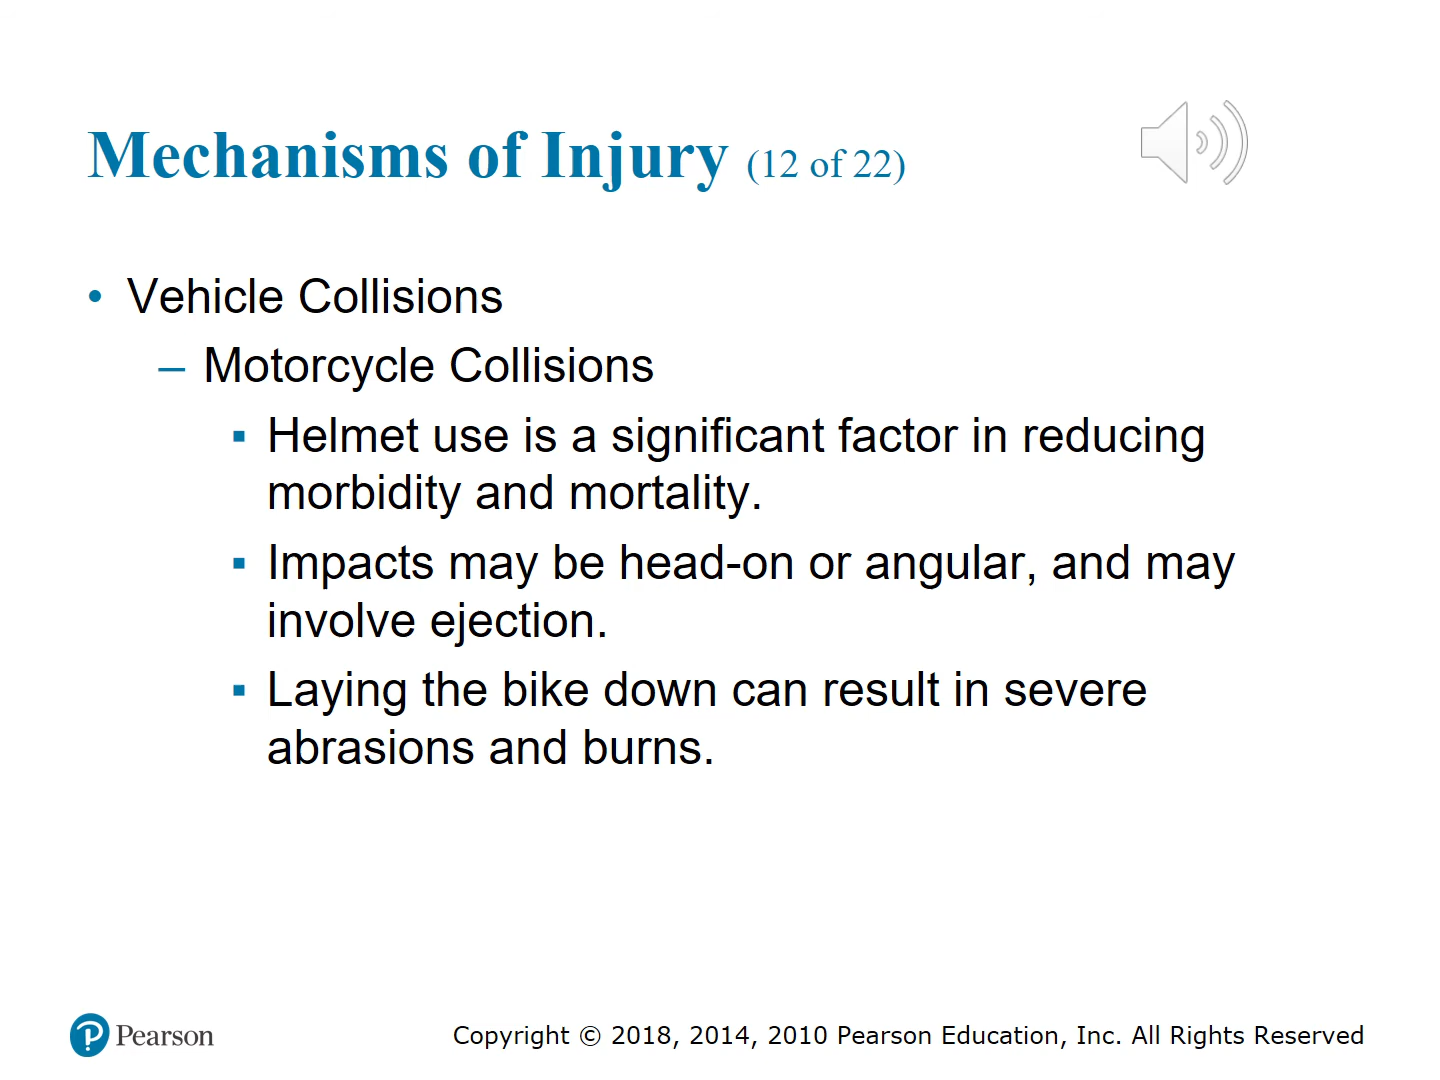 Mechanisms of Injury (12 of 22)
• Vehicle Collisions
– Motorcycle Collisions
▪ Helmet use is a significant factor in reducing
morbidity and mortality.
▪ Impacts may be head-on or angular, and may
involve ejection.
▪ Laying the bike down can result in severe
abrasions and burns.
Pearson
Copyright © 2018, 2014, 2010 Pearson Education, Inc. All Rights Reserved